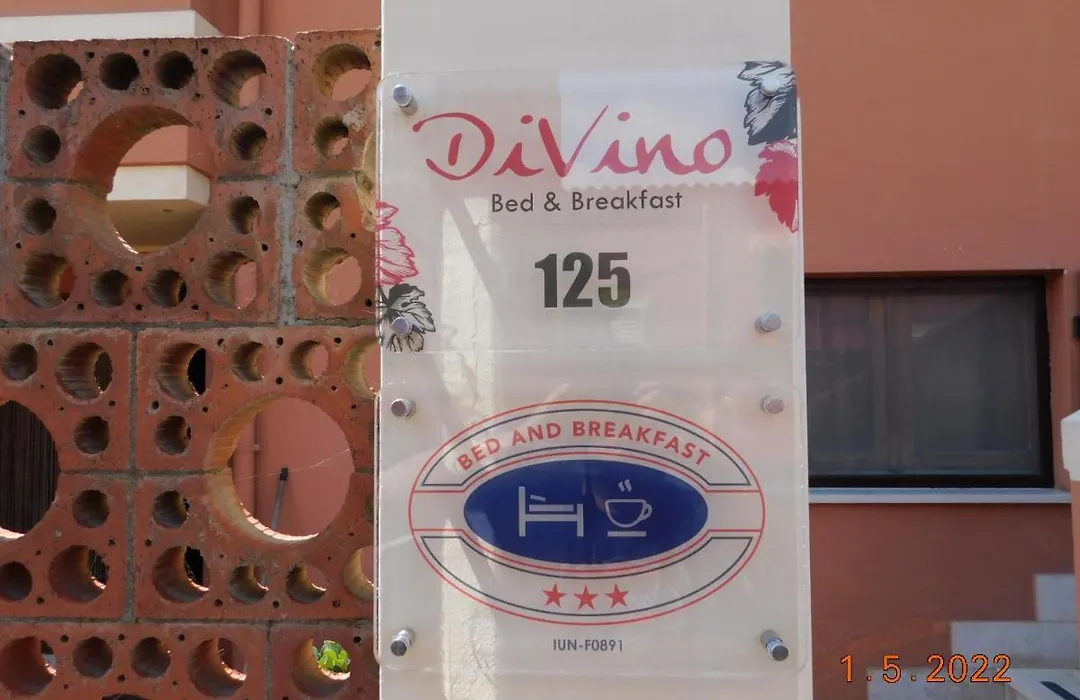 DiVino
Bed & Breakfast
125
BED AND BREAKFAST
IUN-F0891
1.5.2022